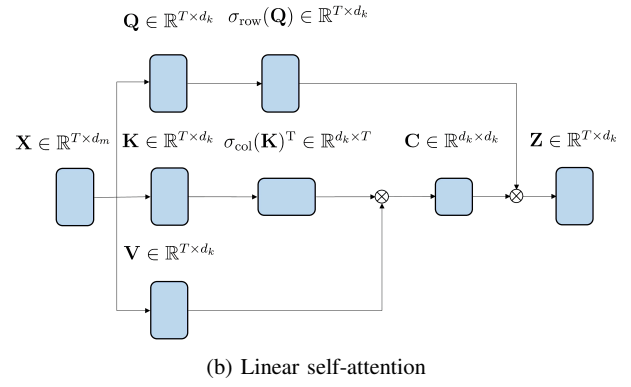 Q ∈ ℝ^{T×d_k} σ_row(Q) ∈ ℝ^{T×d_k}
X ∈ ℝ^{T×d_m} K ∈ ℝ^{T×d_k} σ_col(K)^T ∈ ℝ^{d_k×T} C ∈ ℝ^{d_k×d_k} Z ∈ ℝ^{T×d_k}
V ∈ ℝ^{T×d_k}
(b) Linear self-attention